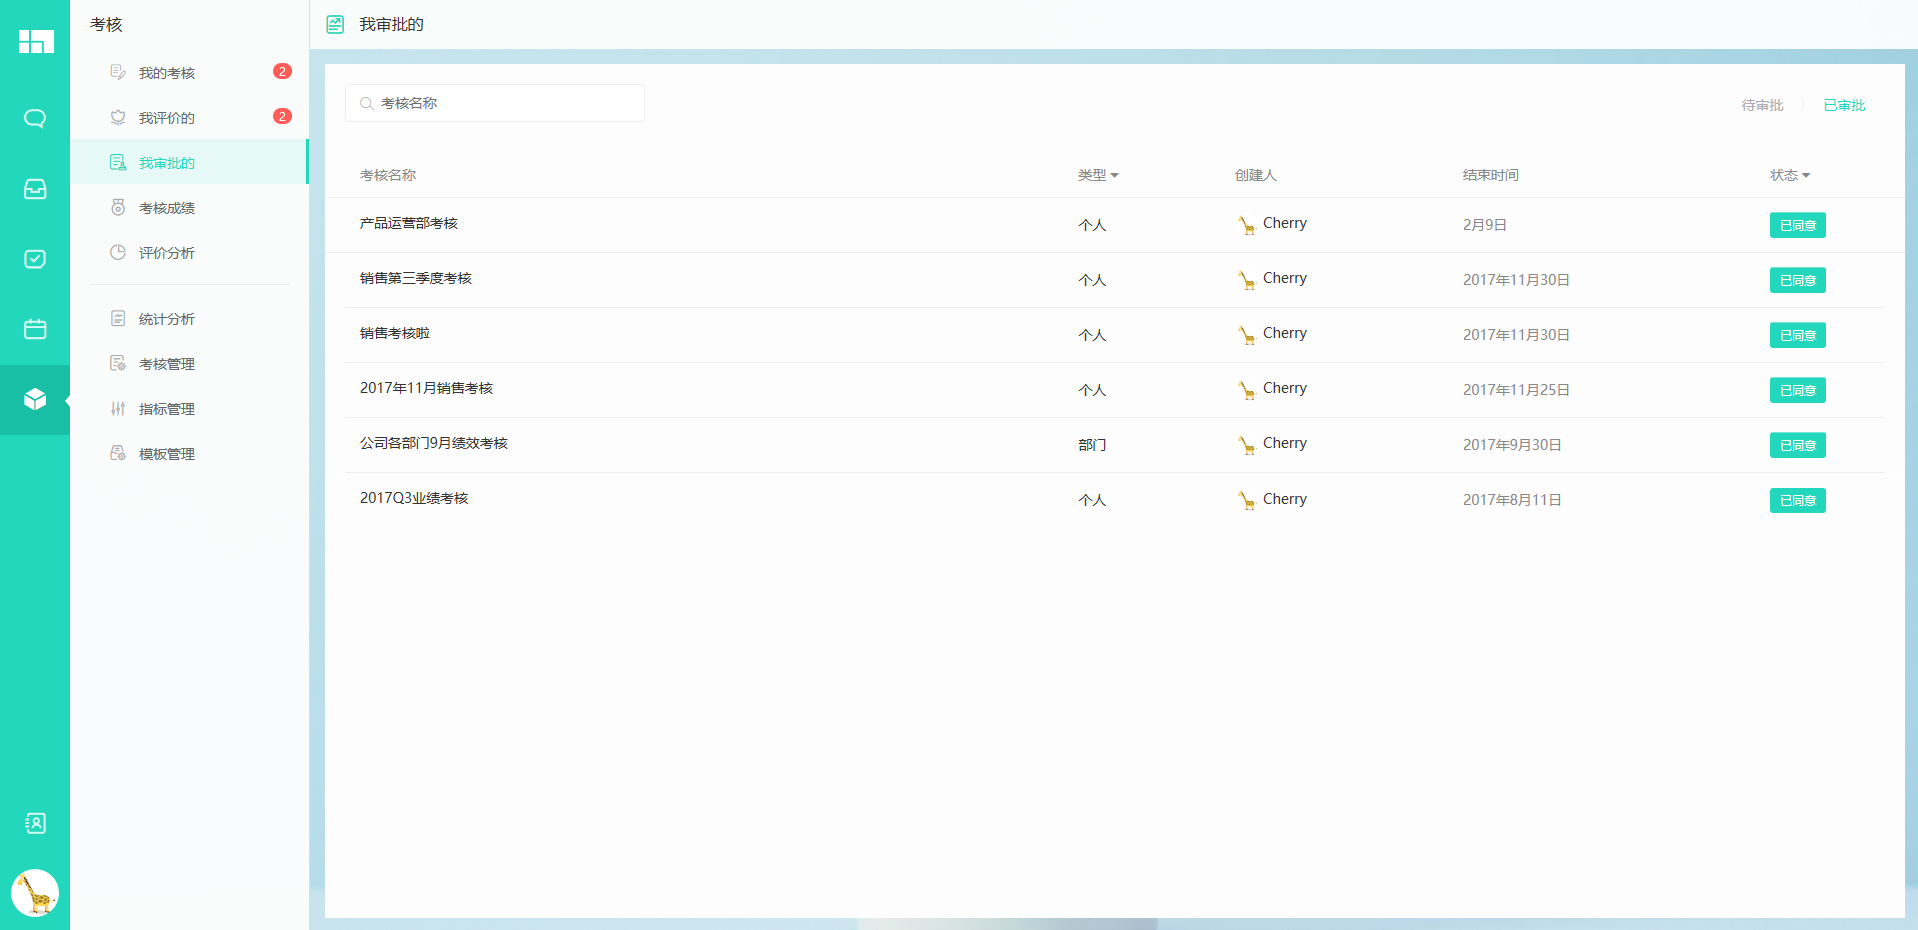 考核
我的考核 2
我评价的 2
我审批的
考核成绩
评价分析
统计分析
考核管理
指标管理
模板管理
我审批的
考核名称
待审批 已审批
考核名称 类型 创建人 结束时间 状态
产品运营部考核 个人 Cherry 2月9日 已同意
销售第三季度考核 个人 Cherry 2017年11月30日 已同意
销售考核啦 个人 Cherry 2017年11月30日 已同意
2017年11月销售考核 个人 Cherry 2017年11月25日 已同意
公司各部门9月绩效考核 部门 Cherry 2017年9月30日 已同意
2017Q3业绩考核 个人 Cherry 2017年8月11日 已同意